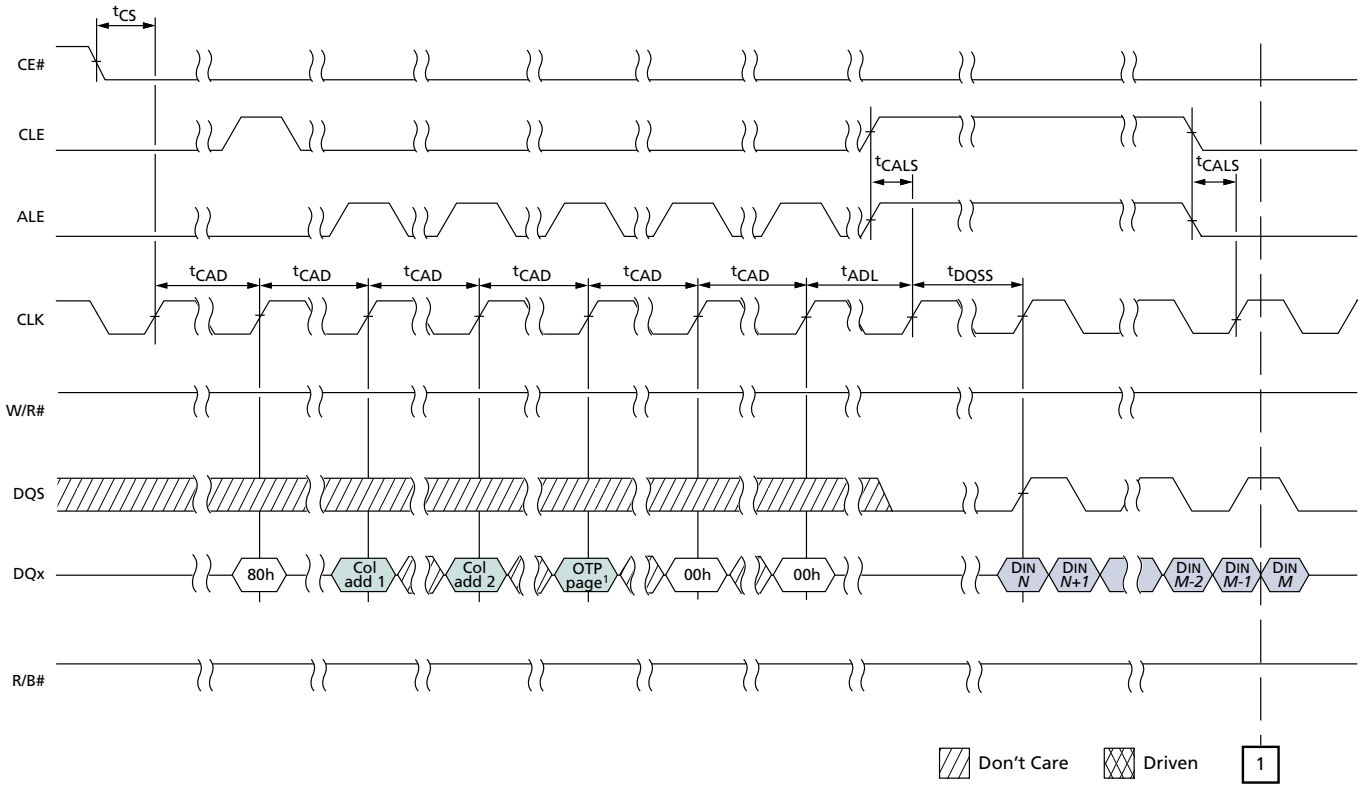 tCS
CE#
CLE
tCALS
tCALS
ALE
tCAD
tCAD
tCAD
tCAD
tCAD
tCAD
tADL
tDQSS
CLK
W/R#
DQS
DQx
80h
Col
add 1
Col
add 2
OTP
page1
00h
00h
DIN
N
DIN
N+1
DIN
M-2
DIN
M-1
DIN
M
R/B#
Don't Care
Driven
1